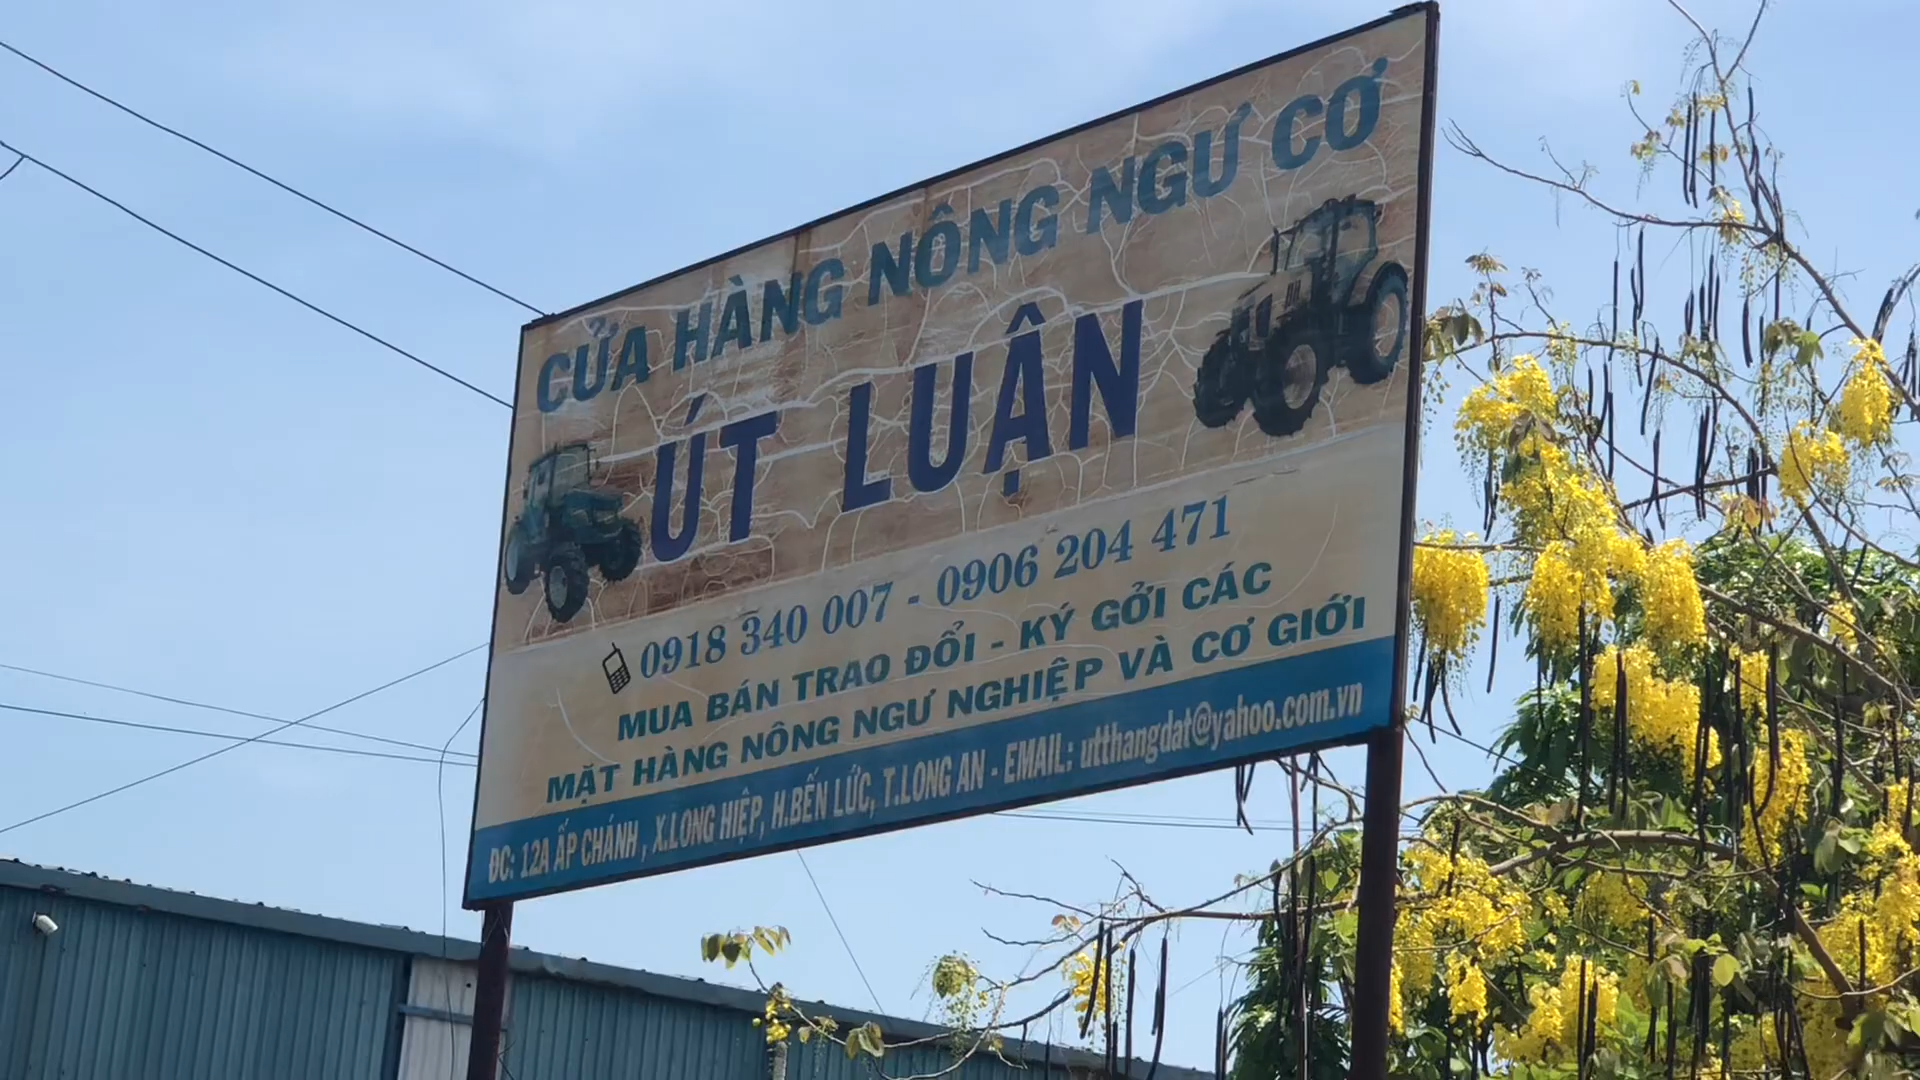 CỬA HÀNG NÔNG NGƯ CƠ
ÚT LUẬN
0918 340 007 - 0906 204 471
MUA BÁN TRAO ĐỔI - KÝ GỞI CÁC
MẶT HÀNG NÔNG NGƯ NGHIỆP VÀ CƠ GIỚI
ĐC: 12A ẤP CHÁNH , X.LONG HIỆP, H.BẾN LỨC, T.LONG AN - EMAIL: utthangdat@yahoo.com.vn